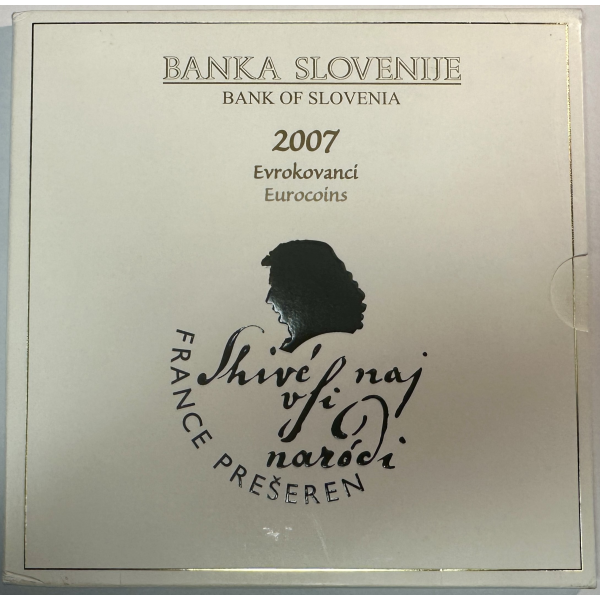 BANKA SLOVENIJE
BANK OF SLOVENIA
2007
Evrokovanci
Eurocoins
Shivé naj
vſi
naródi
FRANCE PREŠEREN